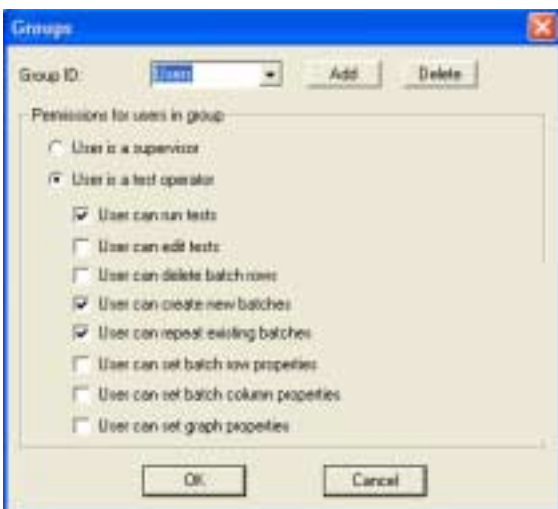 Groups
Group ID: Users Add Delete
Permissions for users in group
User is a supervisor
User is a test operator
User can run tests
User can edit tests
User can delete batch rows
User can create new batches
User can repeat existing batches
User can set batch row properties
User can set batch column properties
User can set graph properties
OK Cancel